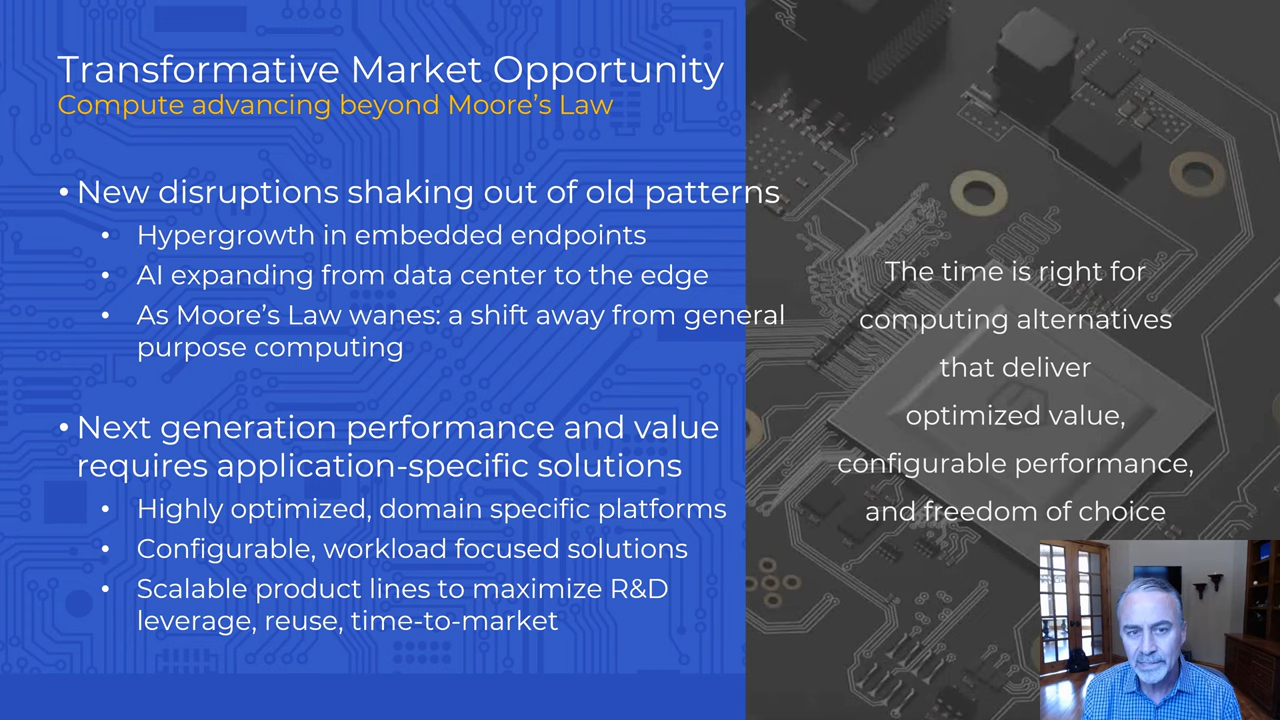 Transformative Market Opportunity
Compute advancing beyond Moore’s Law
• New disruptions shaking out of old patterns
• Hypergrowth in embedded endpoints
• AI expanding from data center to the edge
• As Moore’s Law wanes: a shift away from general
purpose computing
• Next generation performance and value
requires application-specific solutions
• Highly optimized, domain specific platforms
• Configurable, workload focused solutions
• Scalable product lines to maximize R&D
leverage, reuse, time-to-market
The time is right for
computing alternatives
that deliver
optimized value,
configurable performance,
and freedom of choice